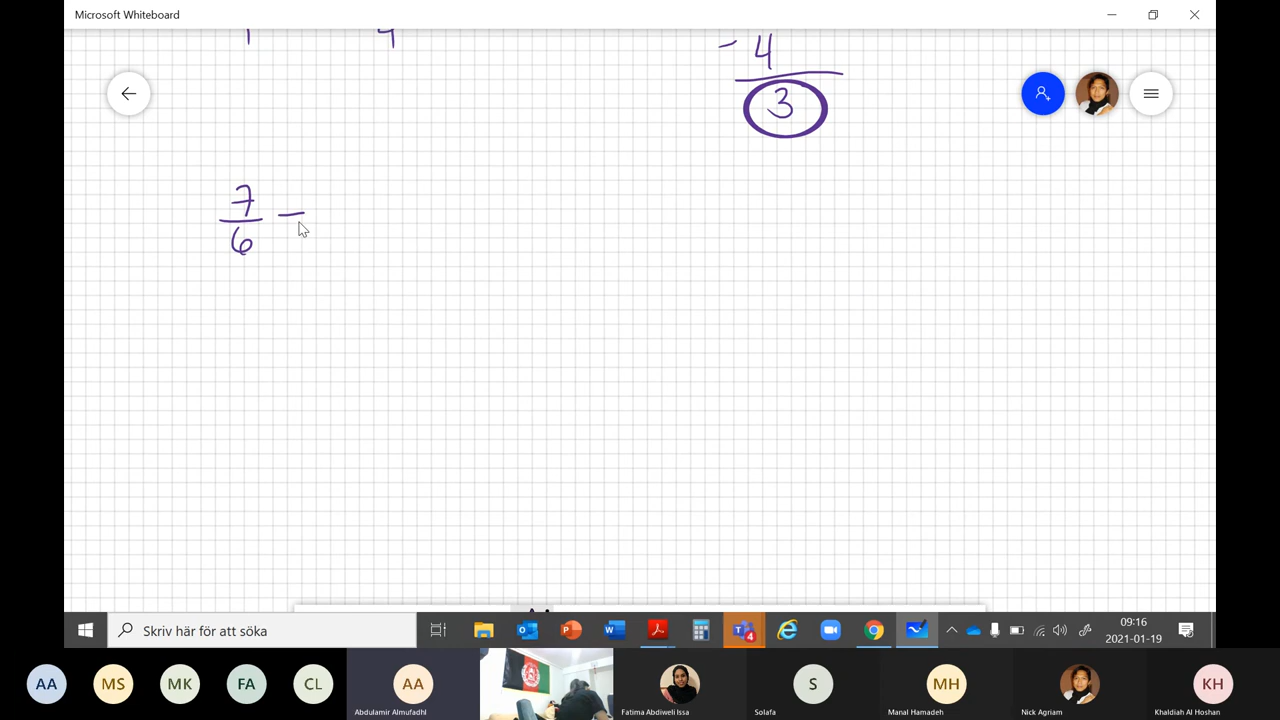 Microsoft Whiteboard
- 4
3
7
6
–
Skriv här för att söka
4
09:16
2021-01-19
AA
MS
MK
FA
CL
AA
S
MH
KH
Abdulamir Almufadhl
Fatima Abdiweli Issa
Solafa
Manal Hamadeh
Nick Agriam
Khaldiah Al Hoshan